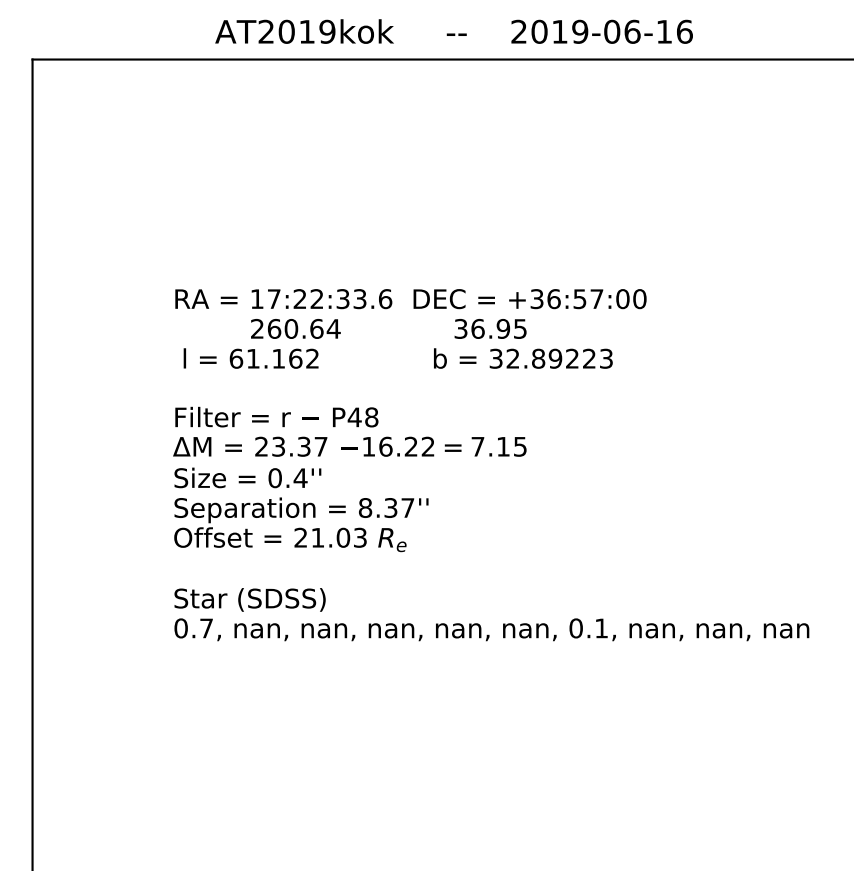 AT2019kok -- 2019-06-16
RA = 17:22:33.6 DEC = +36:57:00
260.64 36.95
l = 61.162 b = 32.89223
Filter = r − P48
ΔM = 23.37 −16.22 = 7.15
Size = 0.4''
Separation = 8.37''
Offset = 21.03 Rₑ
Star (SDSS)
0.7, nan, nan, nan, nan, nan, 0.1, nan, nan, nan